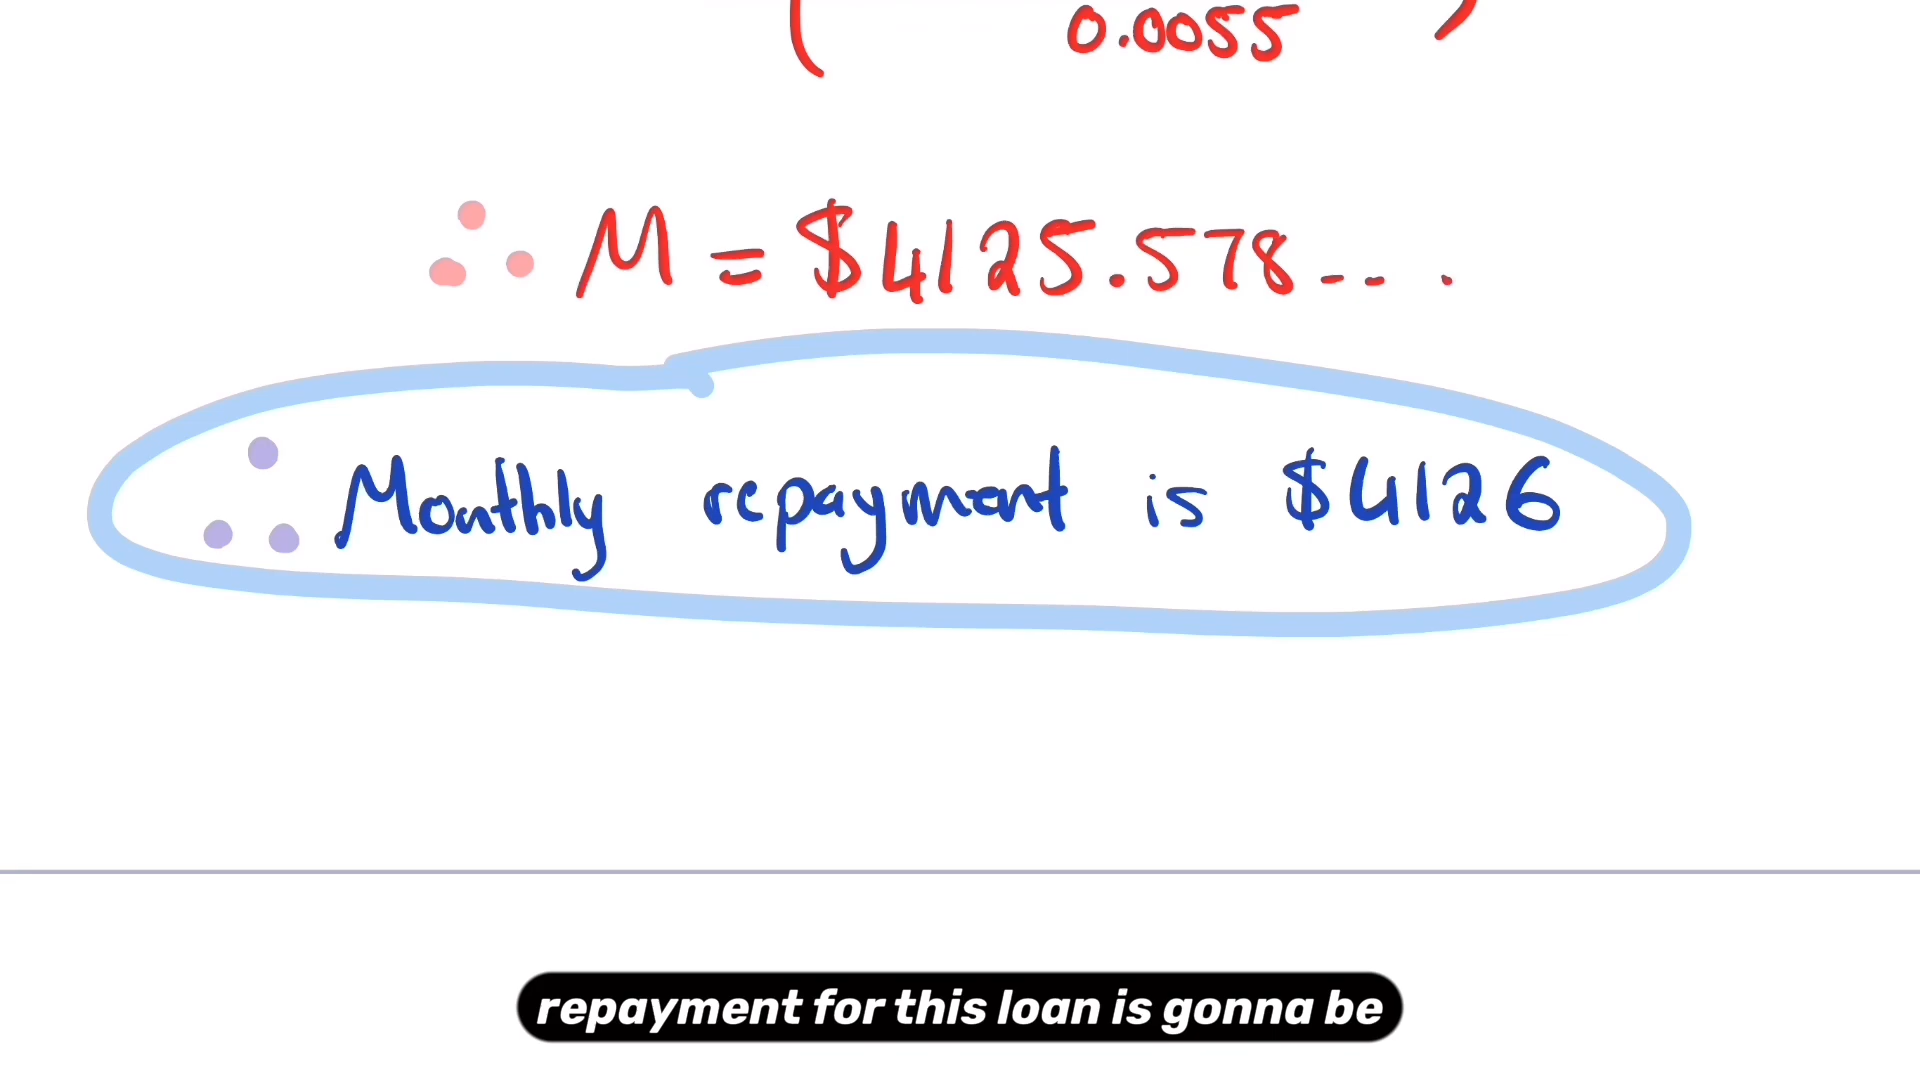 ( 0.0055 )
∴ M = $4125.578... .
∴ Monthly repayment is $4126
repayment for this loan is gonna be